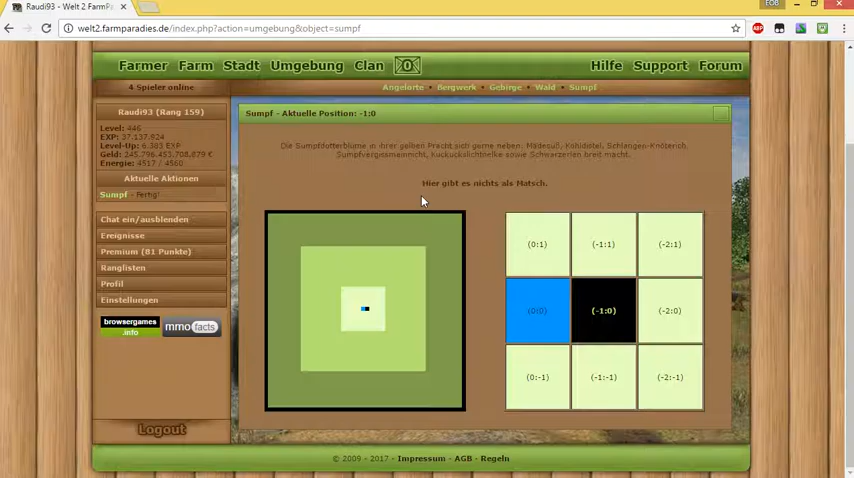 Raudi93 - Welt 2 FarmPa
EOB
welt2.farmparadies.de/index.php?action=umgebung&object=sumpf
ABP
Farmer Farm Stadt Umgebung Clan 0 Hilfe Support Forum
4 Spieler online
Angelorte • Bergwerk • Gebirge • Wald • Sumpf
Raudi93 (Rang 159)
Level: 446
EXP: 37.137.924
Level-Up: 6.383 EXP
Geld: 245.796.453.708,879 €
Energie: 4517 / 4560
Aktuelle Aktionen
Sumpf - Fertig!
Chat ein/ausblenden
Ereignisse
Premium (81 Punkte)
Ranglisten
Profil
Einstellungen
browsergames
.info
mmofacts
Logout
Sumpf - Aktuelle Position: -1:0
Die Sumpfdotterblume in ihrer gelben Pracht sich gerne neben: Mädesüß, Kohldistel, Schlangen-Knöterich,
Sumpfvergissmeinnicht, Kuckuckslichtnelke sowie Schwarzerlen breit macht.
Hier gibt es nichts als Matsch.
(0:1) (-1:1) (-2:1)
(0:0) (-1:0) (-2:0)
(0:-1) (-1:-1) (-2:-1)
© 2009 - 2017 - Impressum - AGB - Regeln